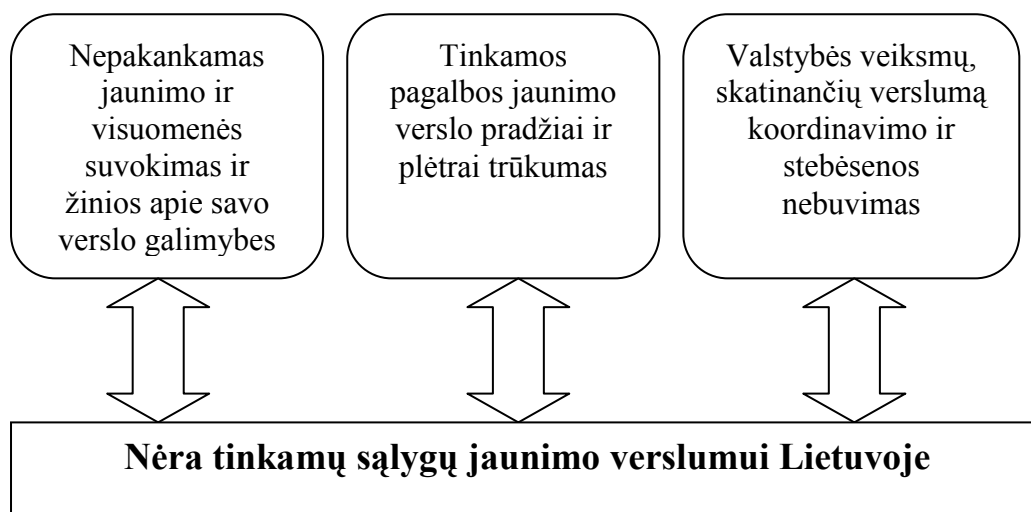 Nepakankamas
jaunimo ir
visuomenės
suvokimas ir
žinios apie savo
verslo galimybes
Tinkamos
pagalbos jaunimo
verslo pradžiai ir
plėtrai trūkumas
Valstybės veiksmų,
skatinančių verslumą
koordinavimo ir
stebėsenos
nebuvimas
Nėra tinkamų sąlygų jaunimo verslumui Lietuvoje